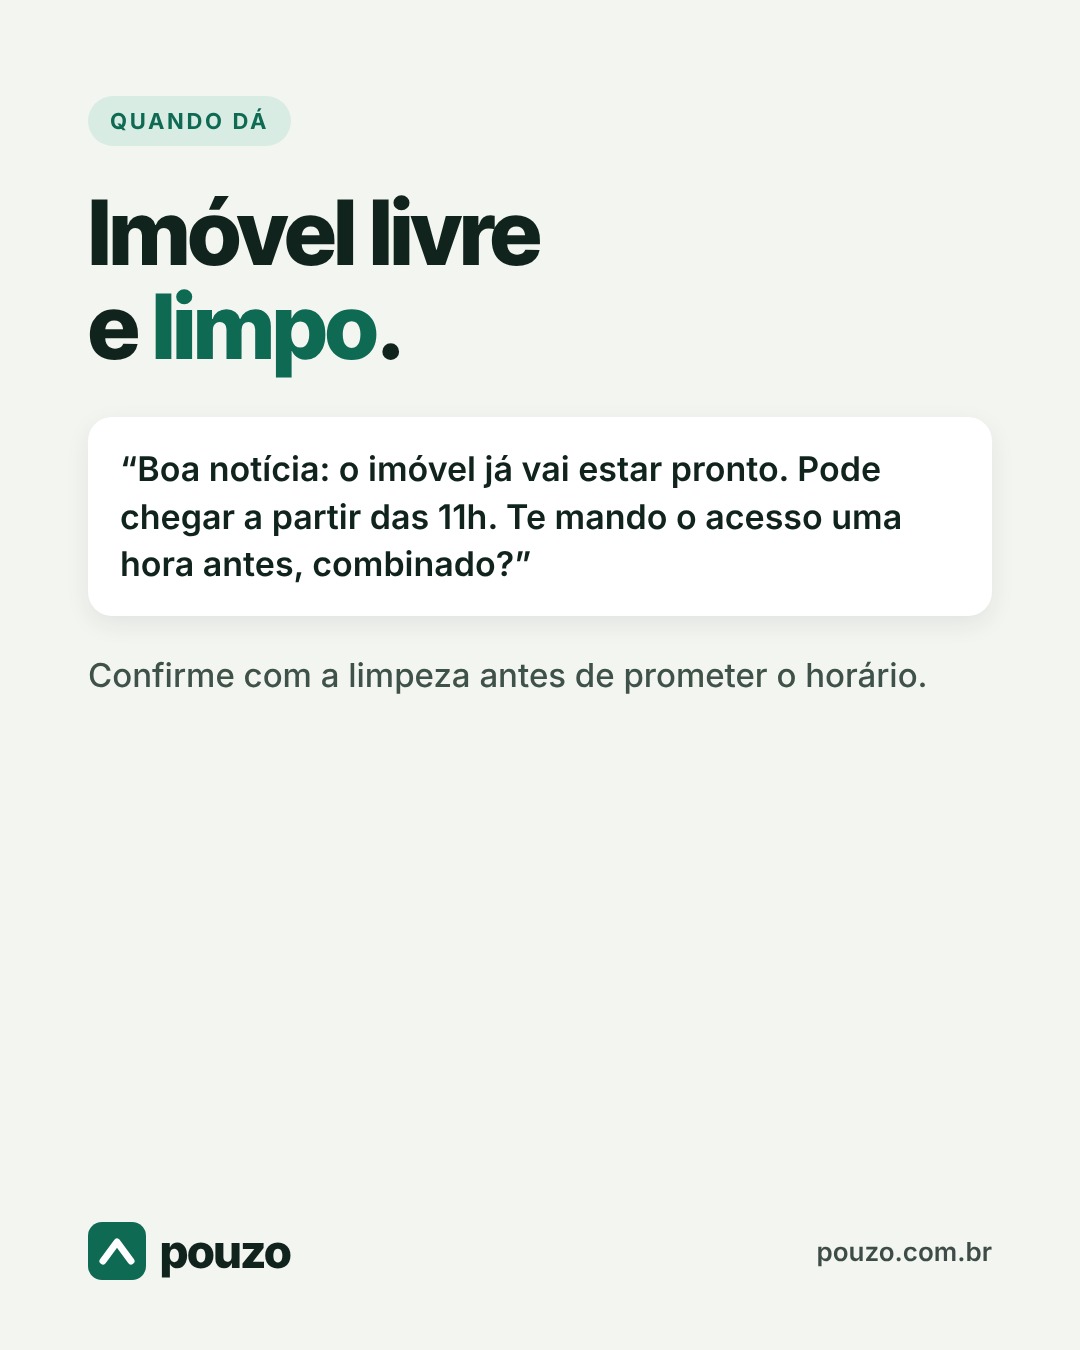 QUANDO DÁ
Imóvel livre
e limpo.
“Boa notícia: o imóvel já vai estar pronto. Pode
chegar a partir das 11h. Te mando o acesso uma
hora antes, combinado?”
Confirme com a limpeza antes de prometer o horário.
pouzo
pouzo.com.br